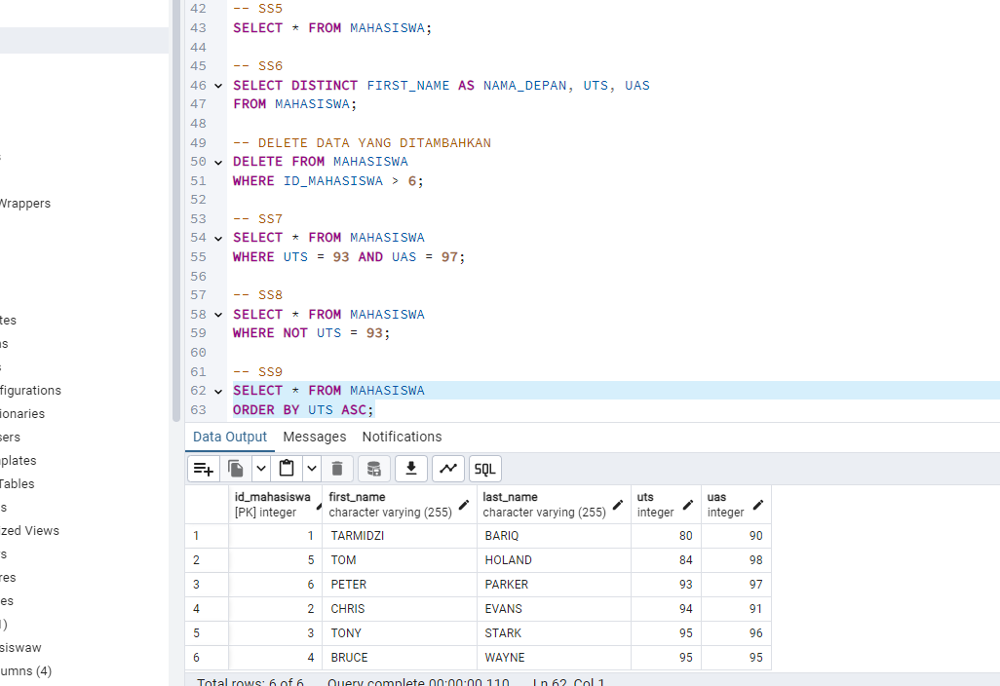 Wrappers
tes
figurations
ionaries
sers
nplates
Tables
zed Views
res
es
siswaw
umns (4)
42 -- SS5
43 SELECT * FROM MAHASISWA;
44
45 -- SS6
46 SELECT DISTINCT FIRST_NAME AS NAMA_DEPAN, UTS, UAS
47 FROM MAHASISWA;
48
49 -- DELETE DATA YANG DITAMBAHKAN
50 DELETE FROM MAHASISWA
51 WHERE ID_MAHASISWA > 6;
52
53 -- SS7
54 SELECT * FROM MAHASISWA
55 WHERE UTS = 93 AND UAS = 97;
56
57 -- SS8
58 SELECT * FROM MAHASISWA
59 WHERE NOT UTS = 93;
60
61 -- SS9
62 SELECT * FROM MAHASISWA
63 ORDER BY UTS ASC;
Data Output Messages Notifications
SQL
id_mahasiswa first_name last_name uts uas
[PK] integer character varying (255) character varying (255) integer integer
1 1 TARMIDZI BARIQ 80 90
2 5 TOM HOLAND 84 98
3 6 PETER PARKER 93 97
4 2 CHRIS EVANS 94 91
5 3 TONY STARK 95 96
6 4 BRUCE WAYNE 95 95
Total rows: 6 of 6 Query complete 00:00:00.110 Ln 62, Col 1